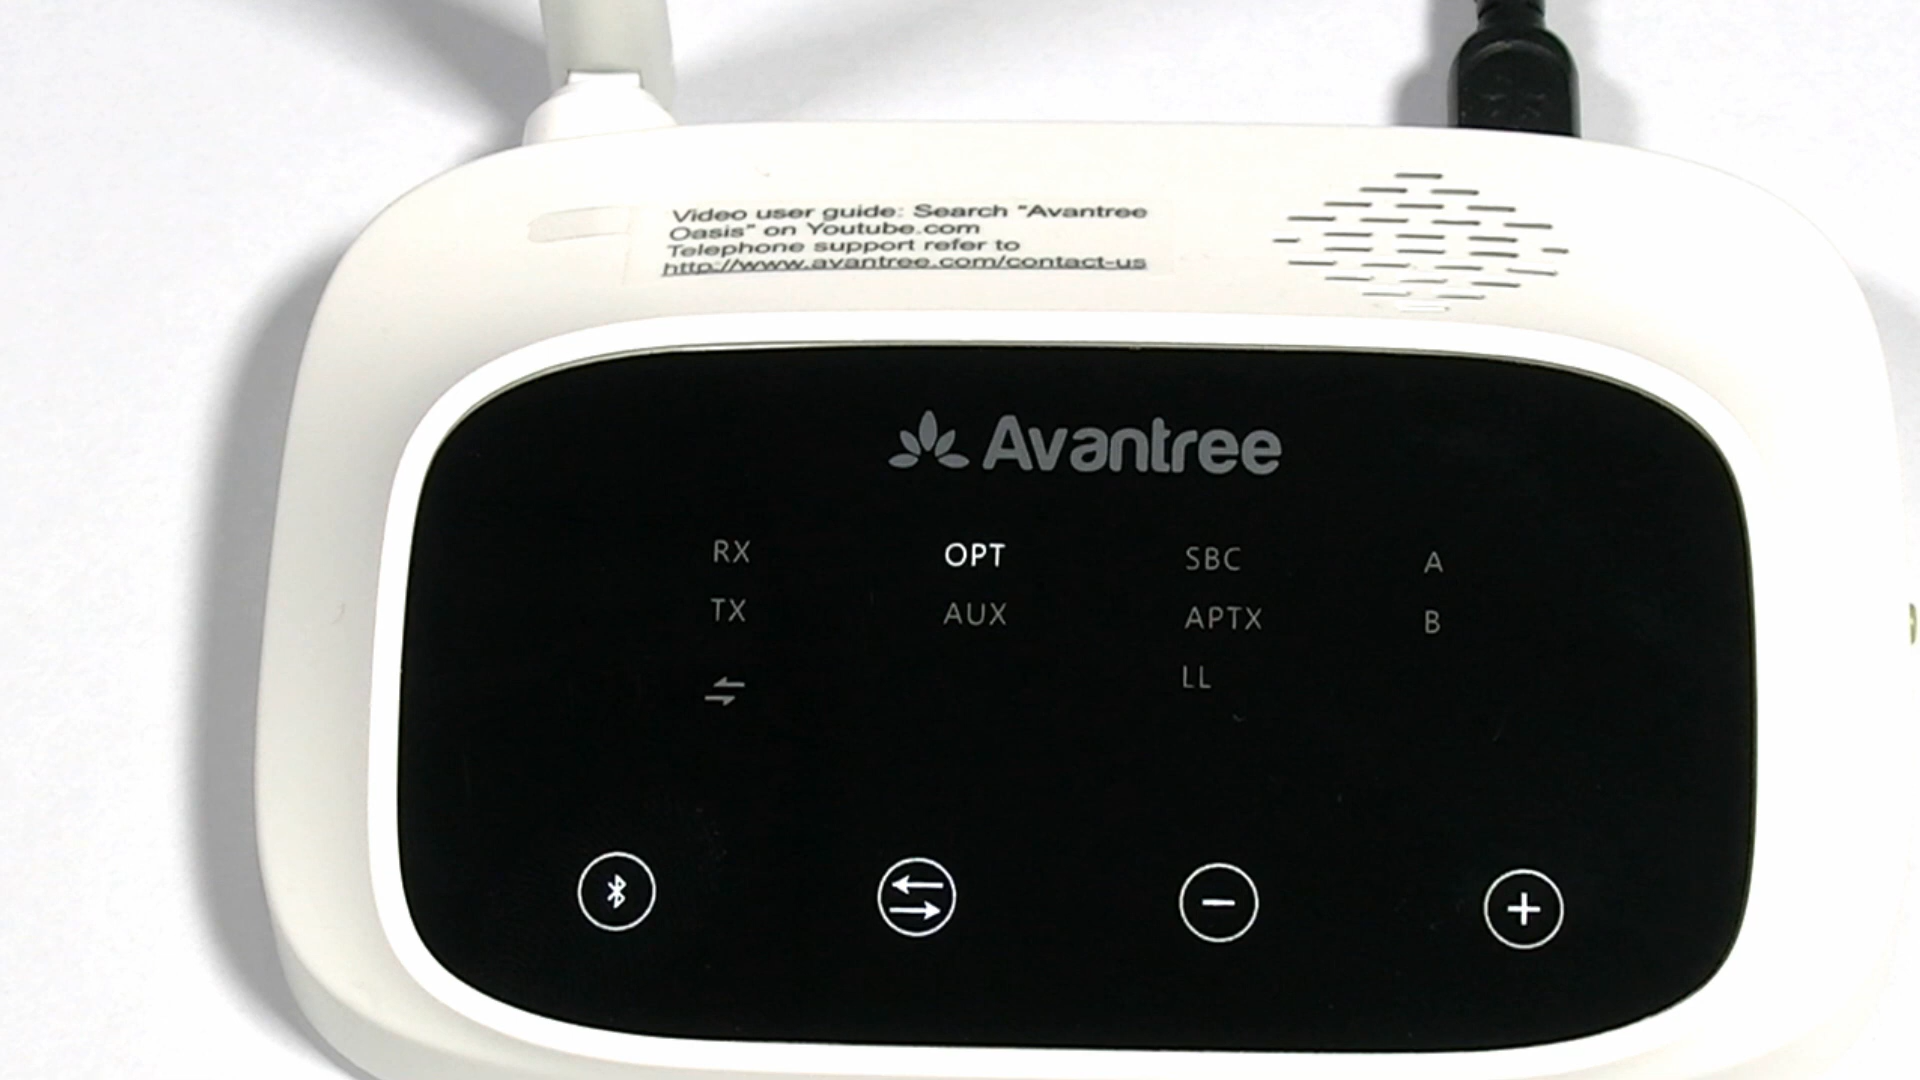 Video user guide: Search "Avantree
Oasis" on Youtube.com
Telephone support refer to
http://www.avantree.com/contact-us
Avantree
RX OPT SBC A
TX AUX APTX B
LL